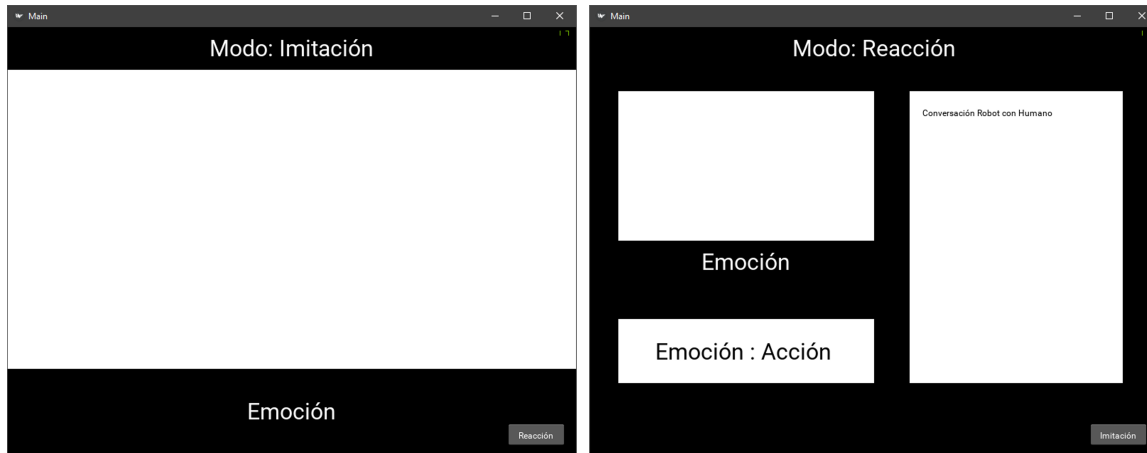 Main
Modo: Imitación
Emoción
Reacción
Main
Modo: Reacción
Conversación Robot con Humano
Emoción
Emoción : Acción
Imitación